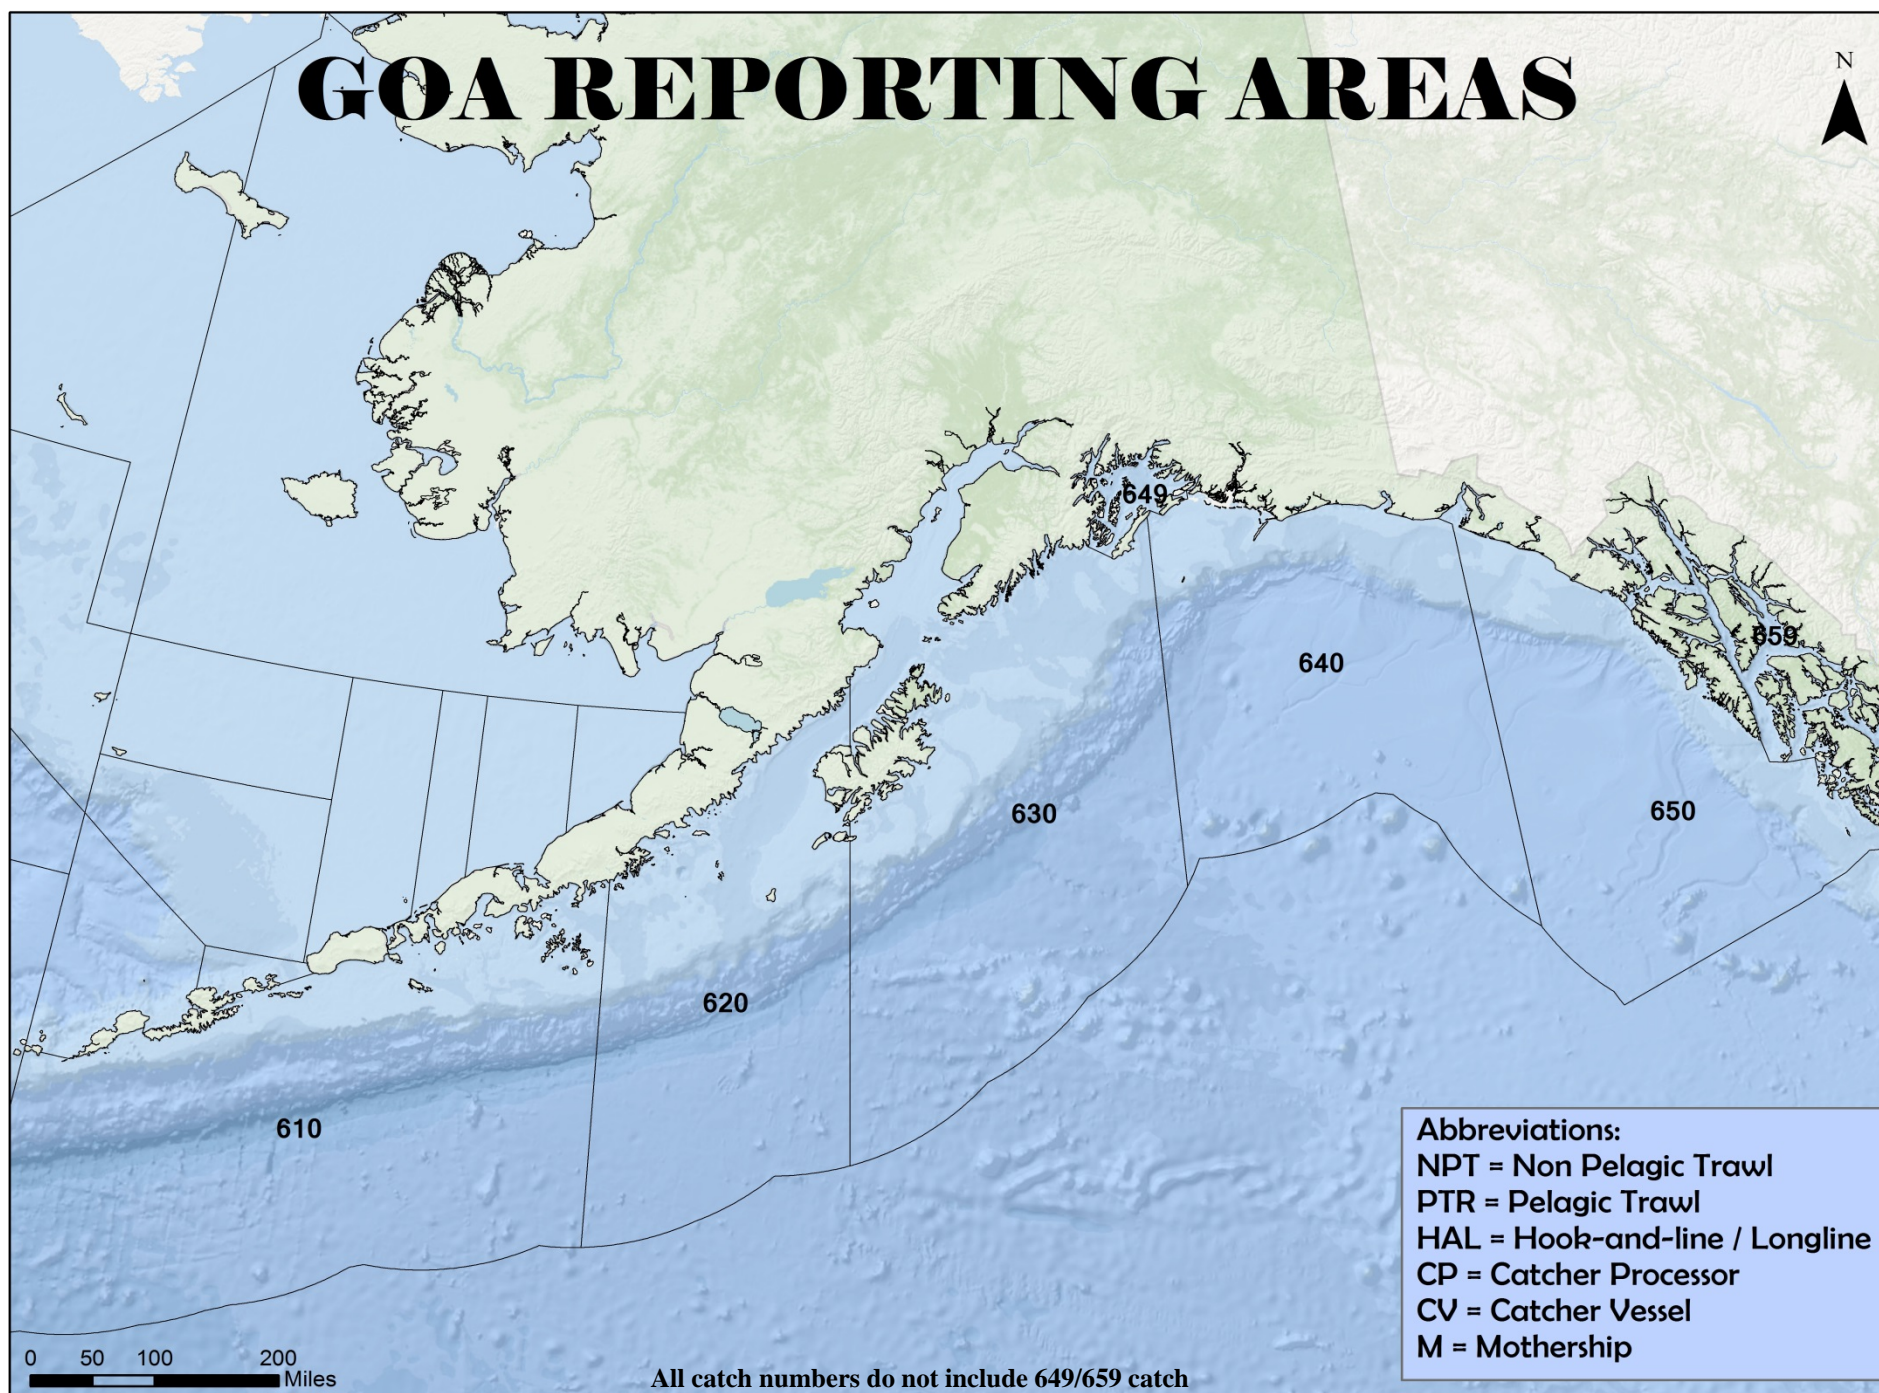 GOA REPORTING AREAS
N
649
659
640
630
650
620
610
Abbreviations:
NPT = Non Pelagic Trawl
PTR = Pelagic Trawl
HAL = Hook-and-line / Longline
CP = Catcher Processor
CV = Catcher Vessel
M = Mothership
0 50 100 200
Miles
All catch numbers do not include 649/659 catch